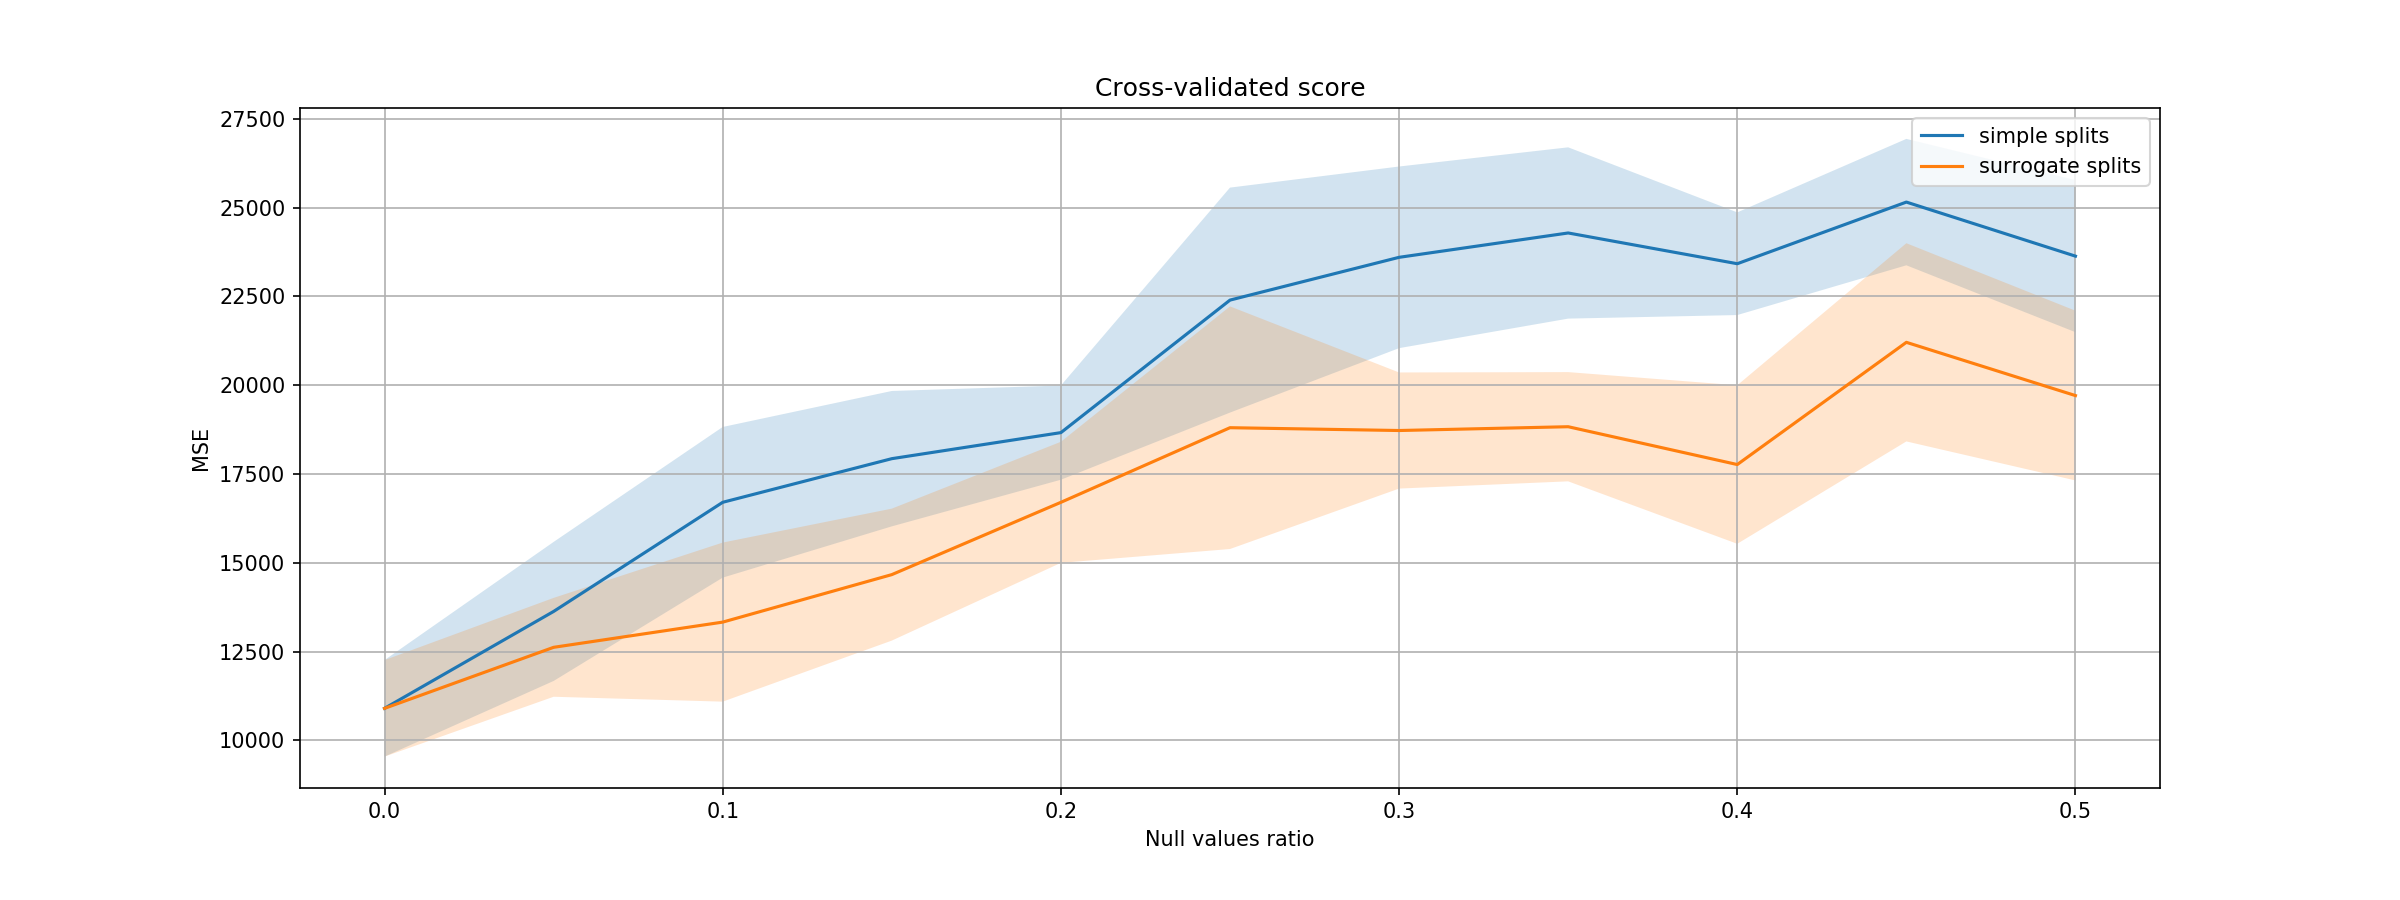 Cross-validated score
simple splits
surrogate splits
MSE
27500
25000
22500
20000
17500
15000
12500
10000
0.0
0.1
0.2
0.3
0.4
0.5
Null values ratio